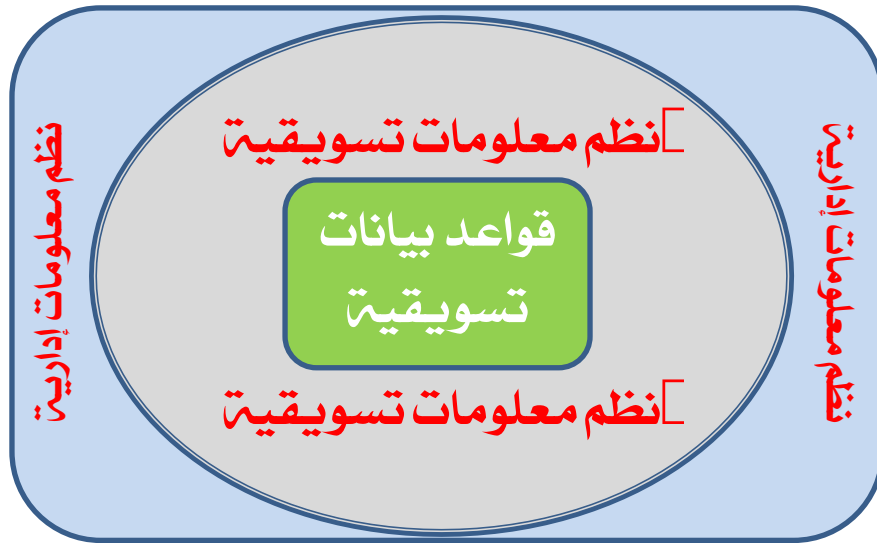 نظم معلومات تسويقية
قواعد بيانات
تسويقية
نظم معلومات تسويقية
نظم معلومات إدارية
نظم معلومات إدارية